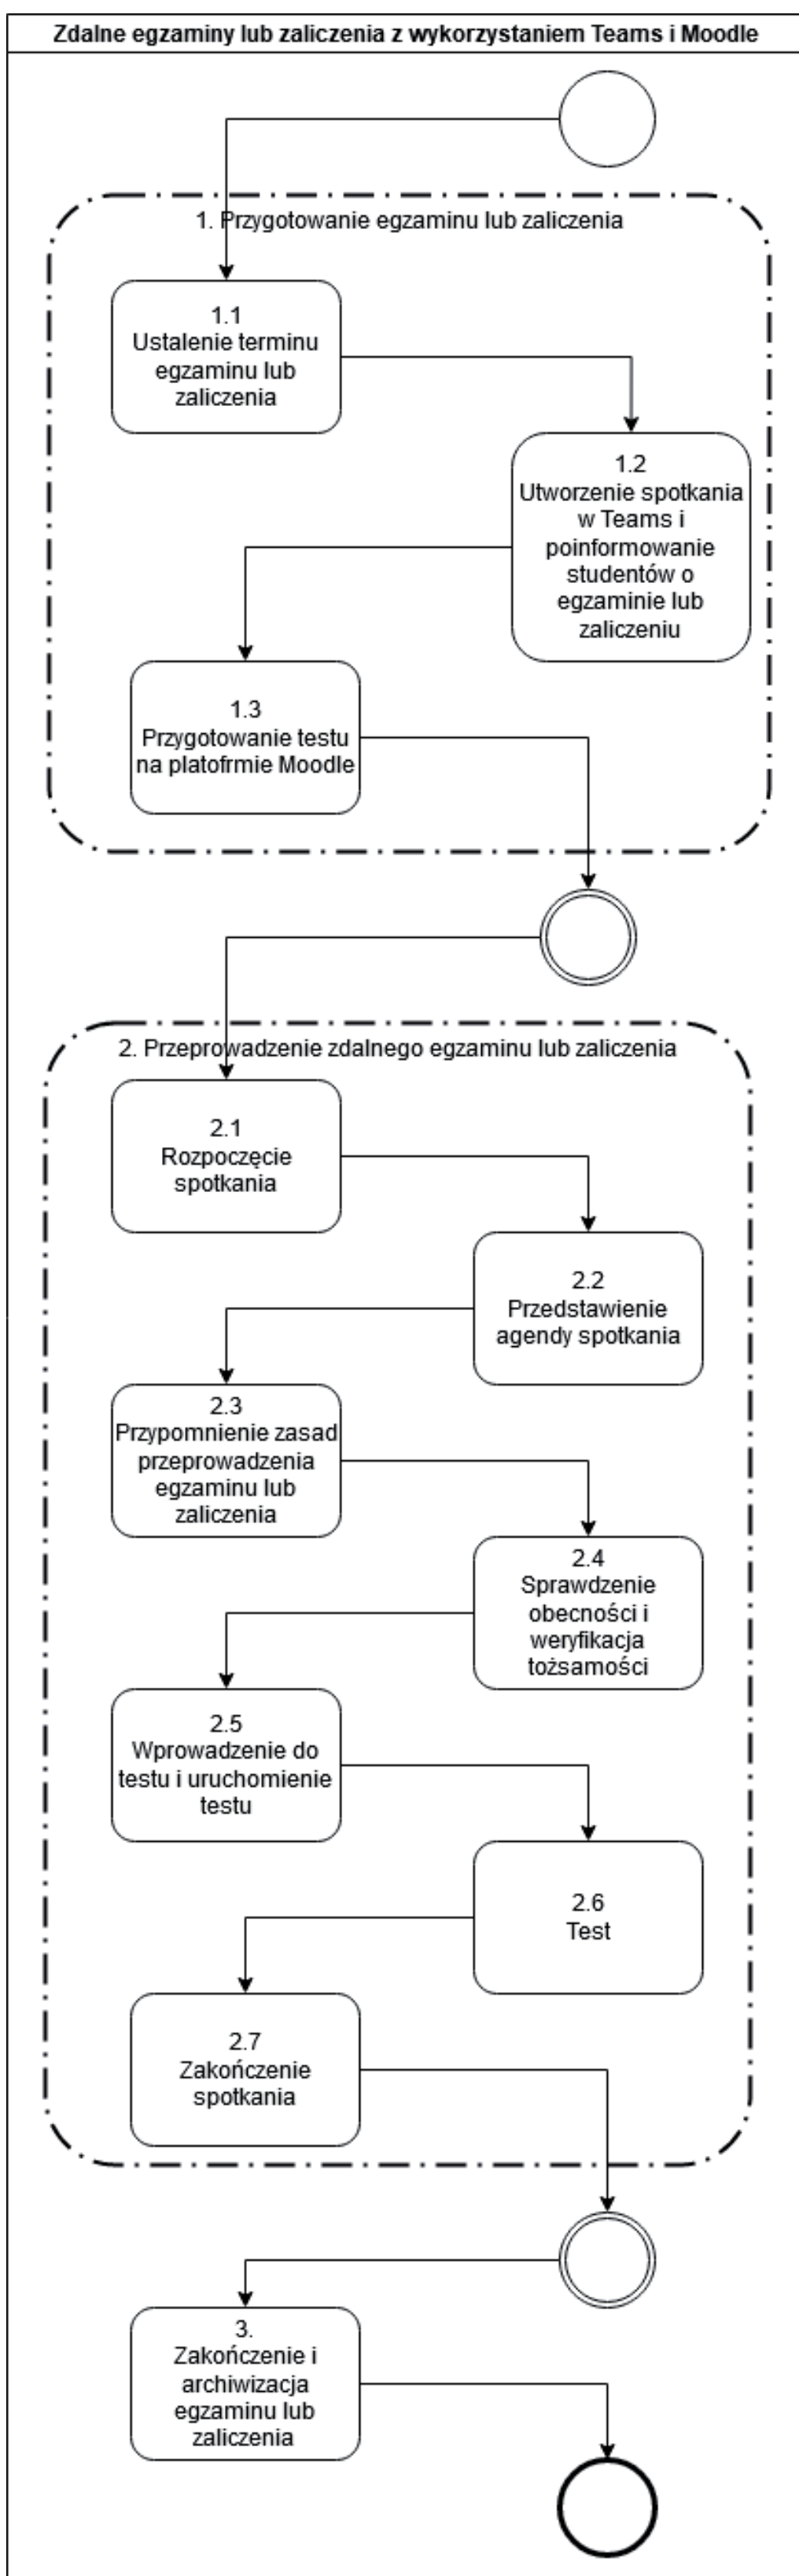 Zdalne egzaminy lub zaliczenia z wykorzystaniem Teams i Moodle
1. Przygotowanie egzaminu lub zaliczenia
1.1
Ustalenie terminu
egzaminu lub
zaliczenia
1.2
Utworzenie spotkania
w Teams i
poinformowanie
studentów o
egzaminie lub
zaliczeniu
1.3
Przygotowanie testu
na platofrmie Moodle
2. Przeprowadzenie zdalnego egzaminu lub zaliczenia
2.1
Rozpoczęcie
spotkania
2.2
Przedstawienie
agendy spotkania
2.3
Przypomnienie zasad
przeprowadzenia
egzaminu lub
zaliczenia
2.4
Sprawdzenie
obecności i
weryfikacja
tożsamości
2.5
Wprowadzenie do
testu i uruchomienie
testu
2.6
Test
2.7
Zakończenie
spotkania
3.
Zakończenie i
archiwizacja
egzaminu lub
zaliczenia